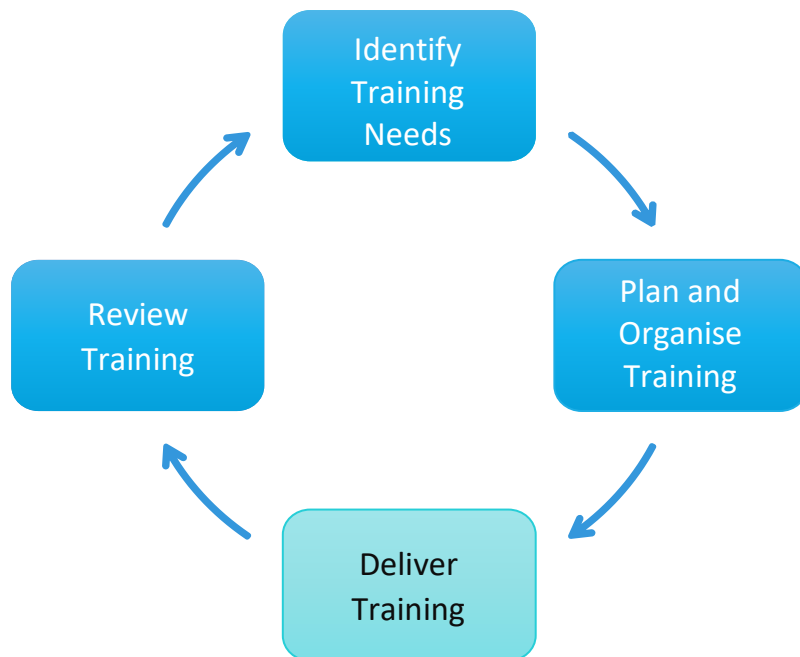 Identify
Training
Needs
Plan and
Organise
Training
Review
Training
Deliver
Training